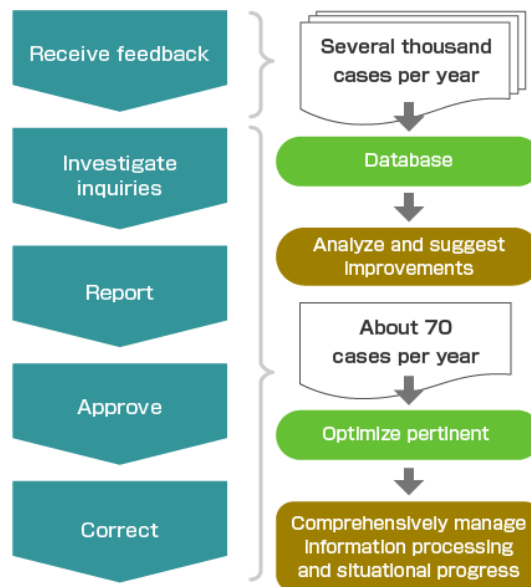 Receive feedback
Investigate
inquiries
Report
Approve
Correct
Several thousand
cases per year
Database
Analyze and suggest
improvements
About 70
cases per year
Optimize pertinent
Comprehensively manage
information processing
and situational progress